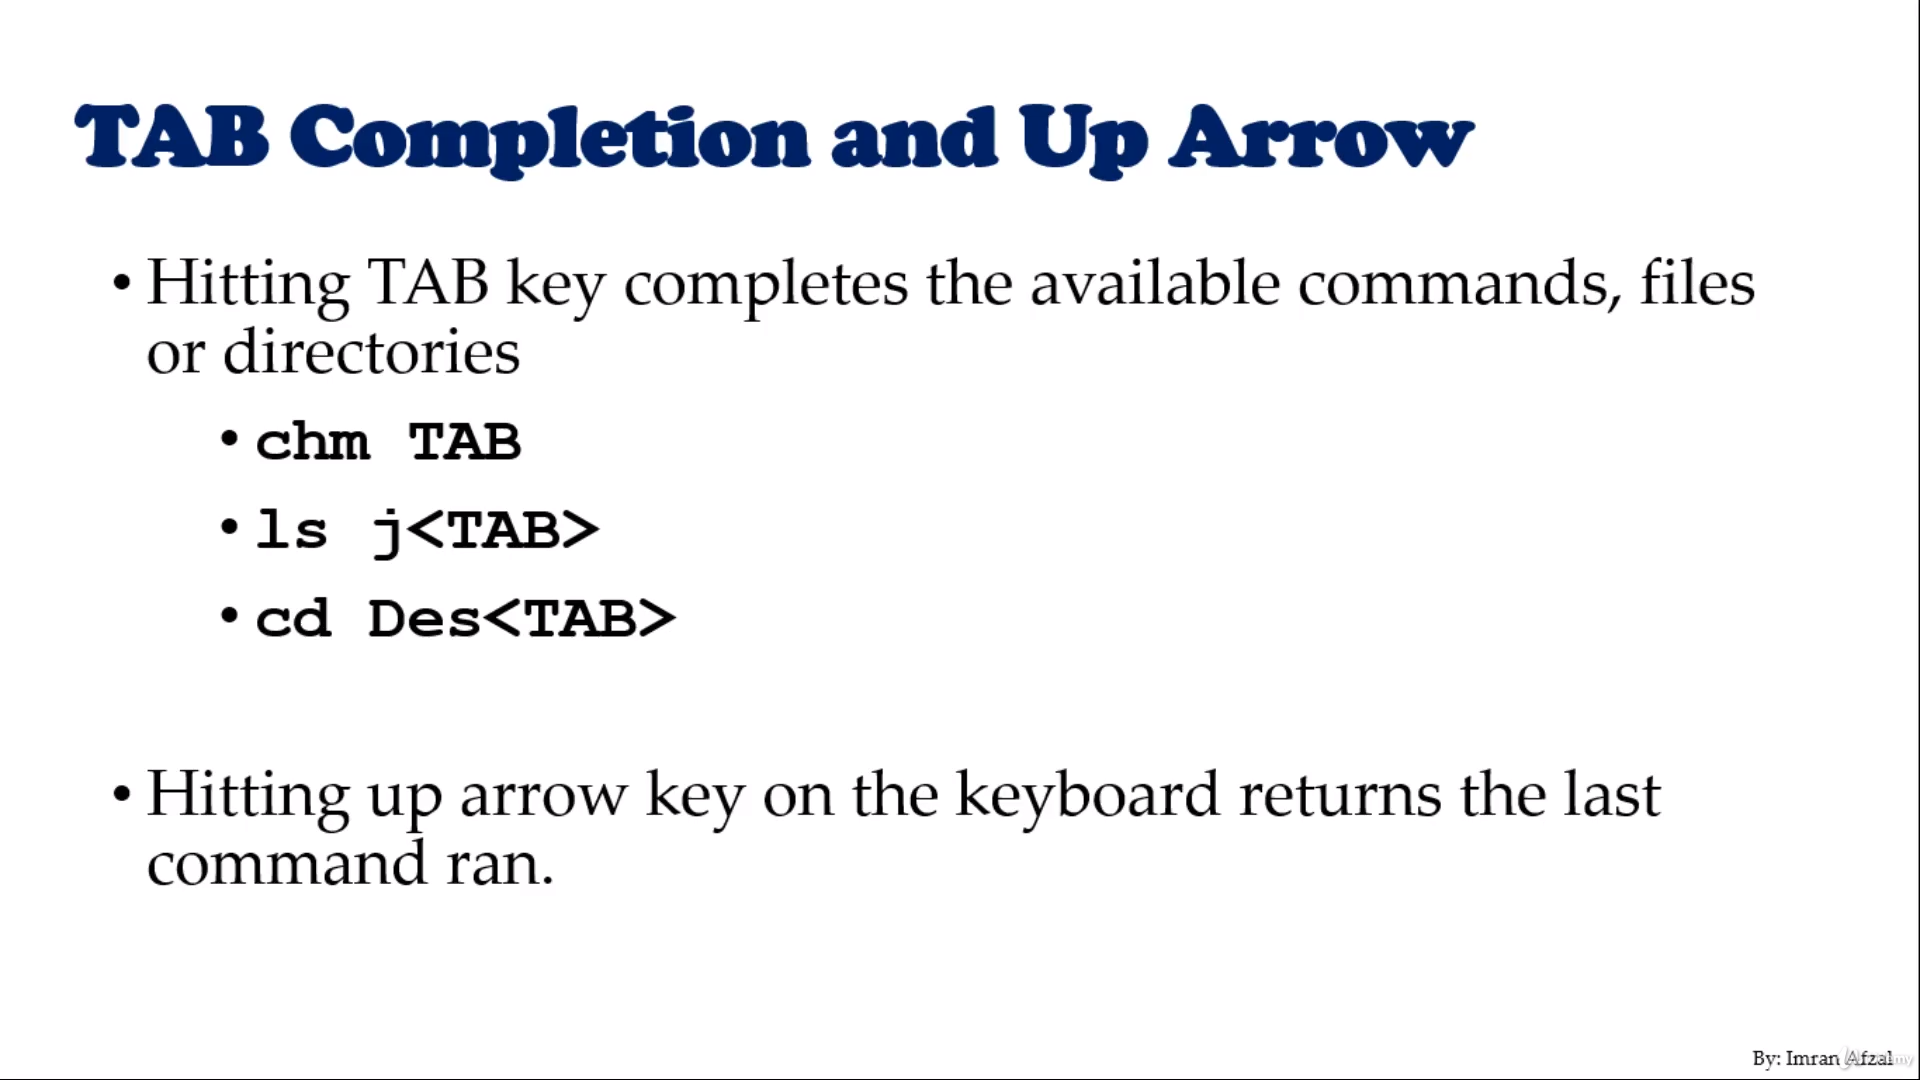 TAB Completion and Up Arrow
• Hitting TAB key completes the available commands, files
or directories
• chm TAB
• ls j<TAB>
• cd Des<TAB>
• Hitting up arrow key on the keyboard returns the last
command ran.
By: Imran Afzal